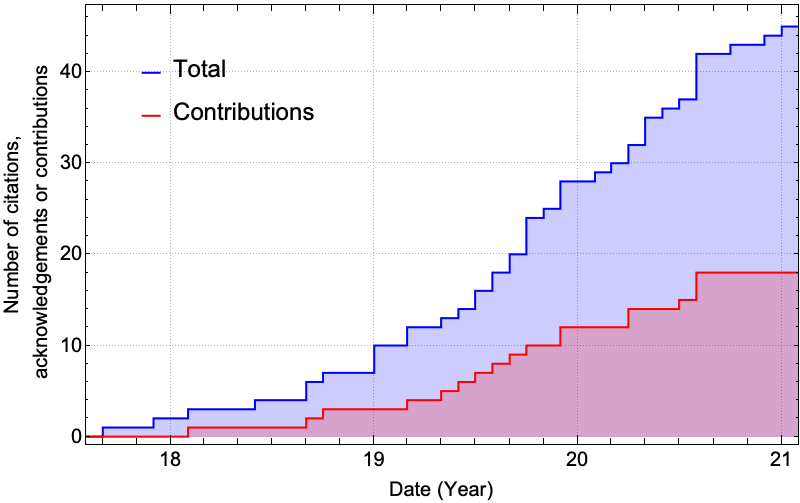 Number of citations,
acknowledgements or contributions
Total
Contributions
40
30
20
10
0
18
19
20
21
Date (Year)